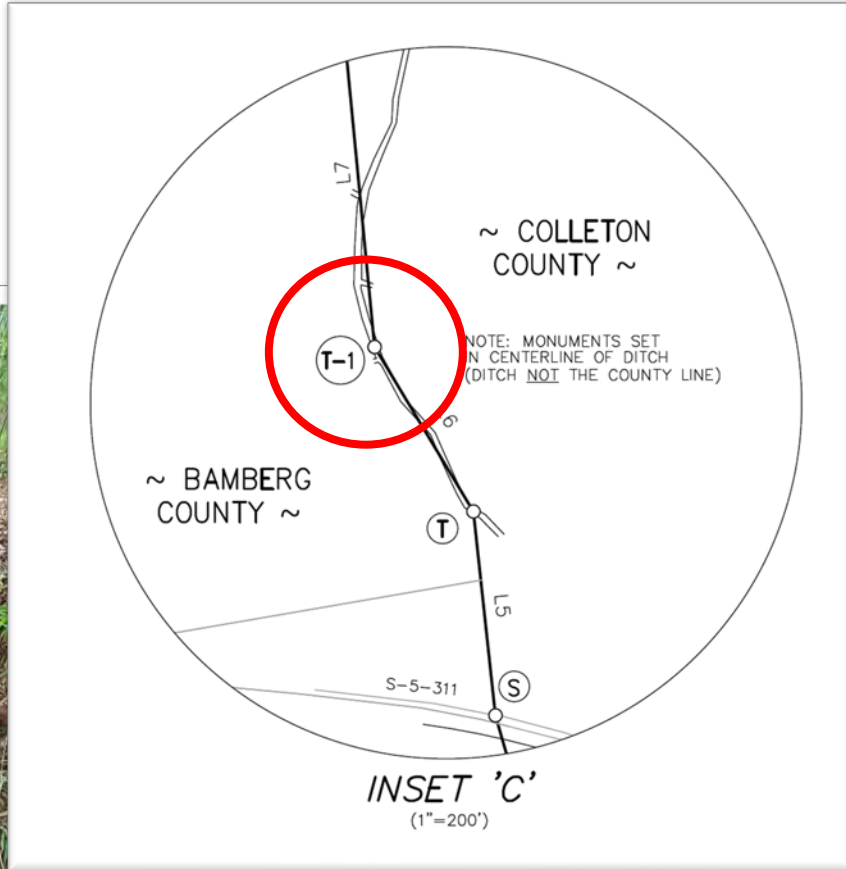 L7
~ COLLETON
COUNTY ~
NOTE: MONUMENTS SET
IN CENTERLINE OF DITCH
(DITCH NOT THE COUNTY LINE)
T-1
6
~ BAMBERG
COUNTY ~
T
L5
S-5-311
S
INSET 'C'
(1"=200')